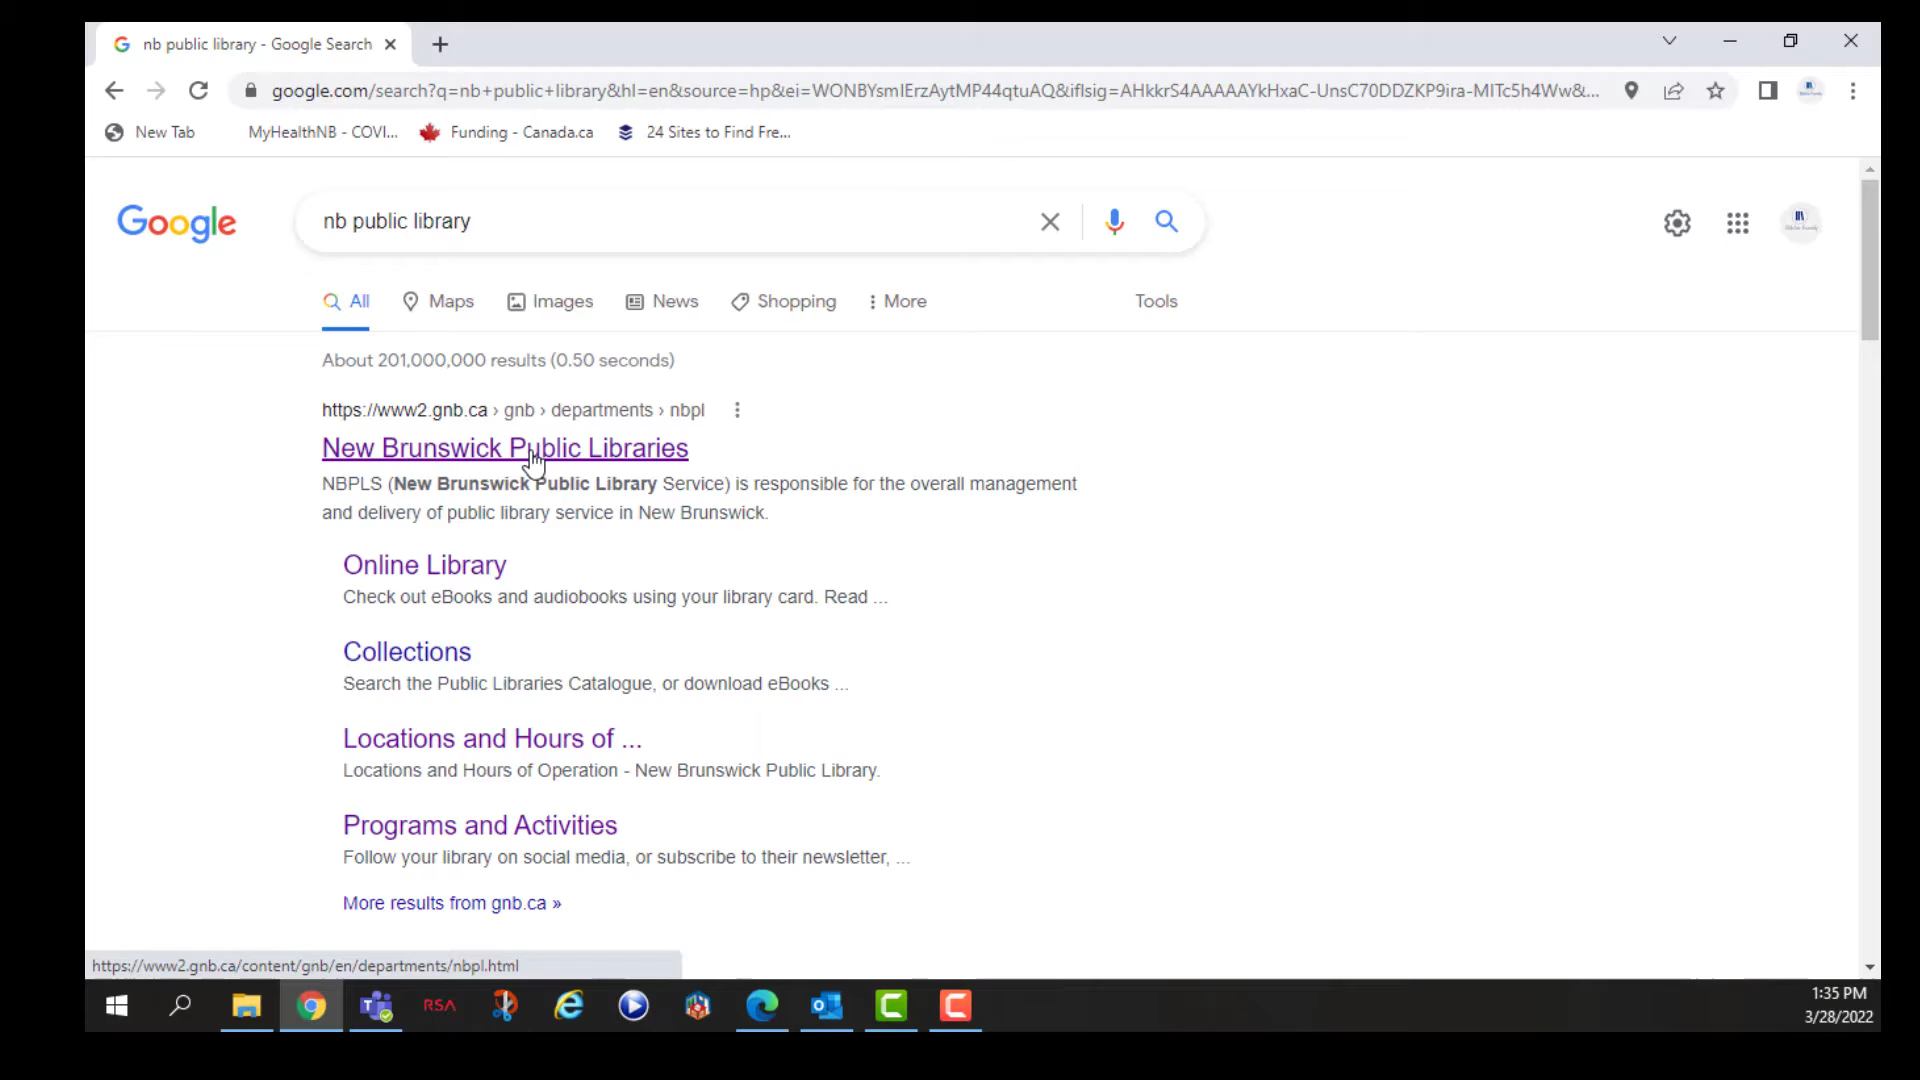 nb public library - Google Search
google.com/search?q=nb+public+library&hl=en&source=hp&ei=WONBYsmIErzAytMP44qtuAQ&iflsig=AHkkrS4AAAAAYkHxaC-UnsC70DDZKP9ira-MITc5h4Ww&...
New Tab MyHealthNB - COVI... Funding - Canada.ca 24 Sites to Find Fre...
Google nb public library
All Maps Images News Shopping More Tools
About 201,000,000 results (0.50 seconds)
https://www2.gnb.ca › gnb › departments › nbpl
New Brunswick Public Libraries
NBPLS (New Brunswick Public Library Service) is responsible for the overall management
and delivery of public library service in New Brunswick.
Online Library
Check out eBooks and audiobooks using your library card. Read ...
Collections
Search the Public Libraries Catalogue, or download eBooks ...
Locations and Hours of ...
Locations and Hours of Operation - New Brunswick Public Library.
Programs and Activities
Follow your library on social media, or subscribe to their newsletter, ...
More results from gnb.ca »
https://www2.gnb.ca/content/gnb/en/departments/nbpl.html
RSA
1:35 PM
3/28/2022